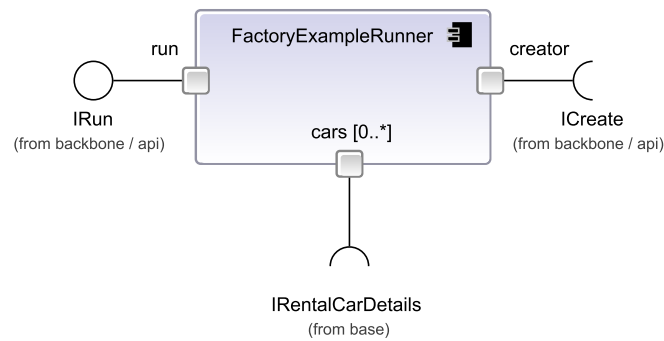 FactoryExampleRunner
run
creator
IRun
(from backbone / api)
cars [0..*]
ICreate
(from backbone / api)
IRentalCarDetails
(from base)